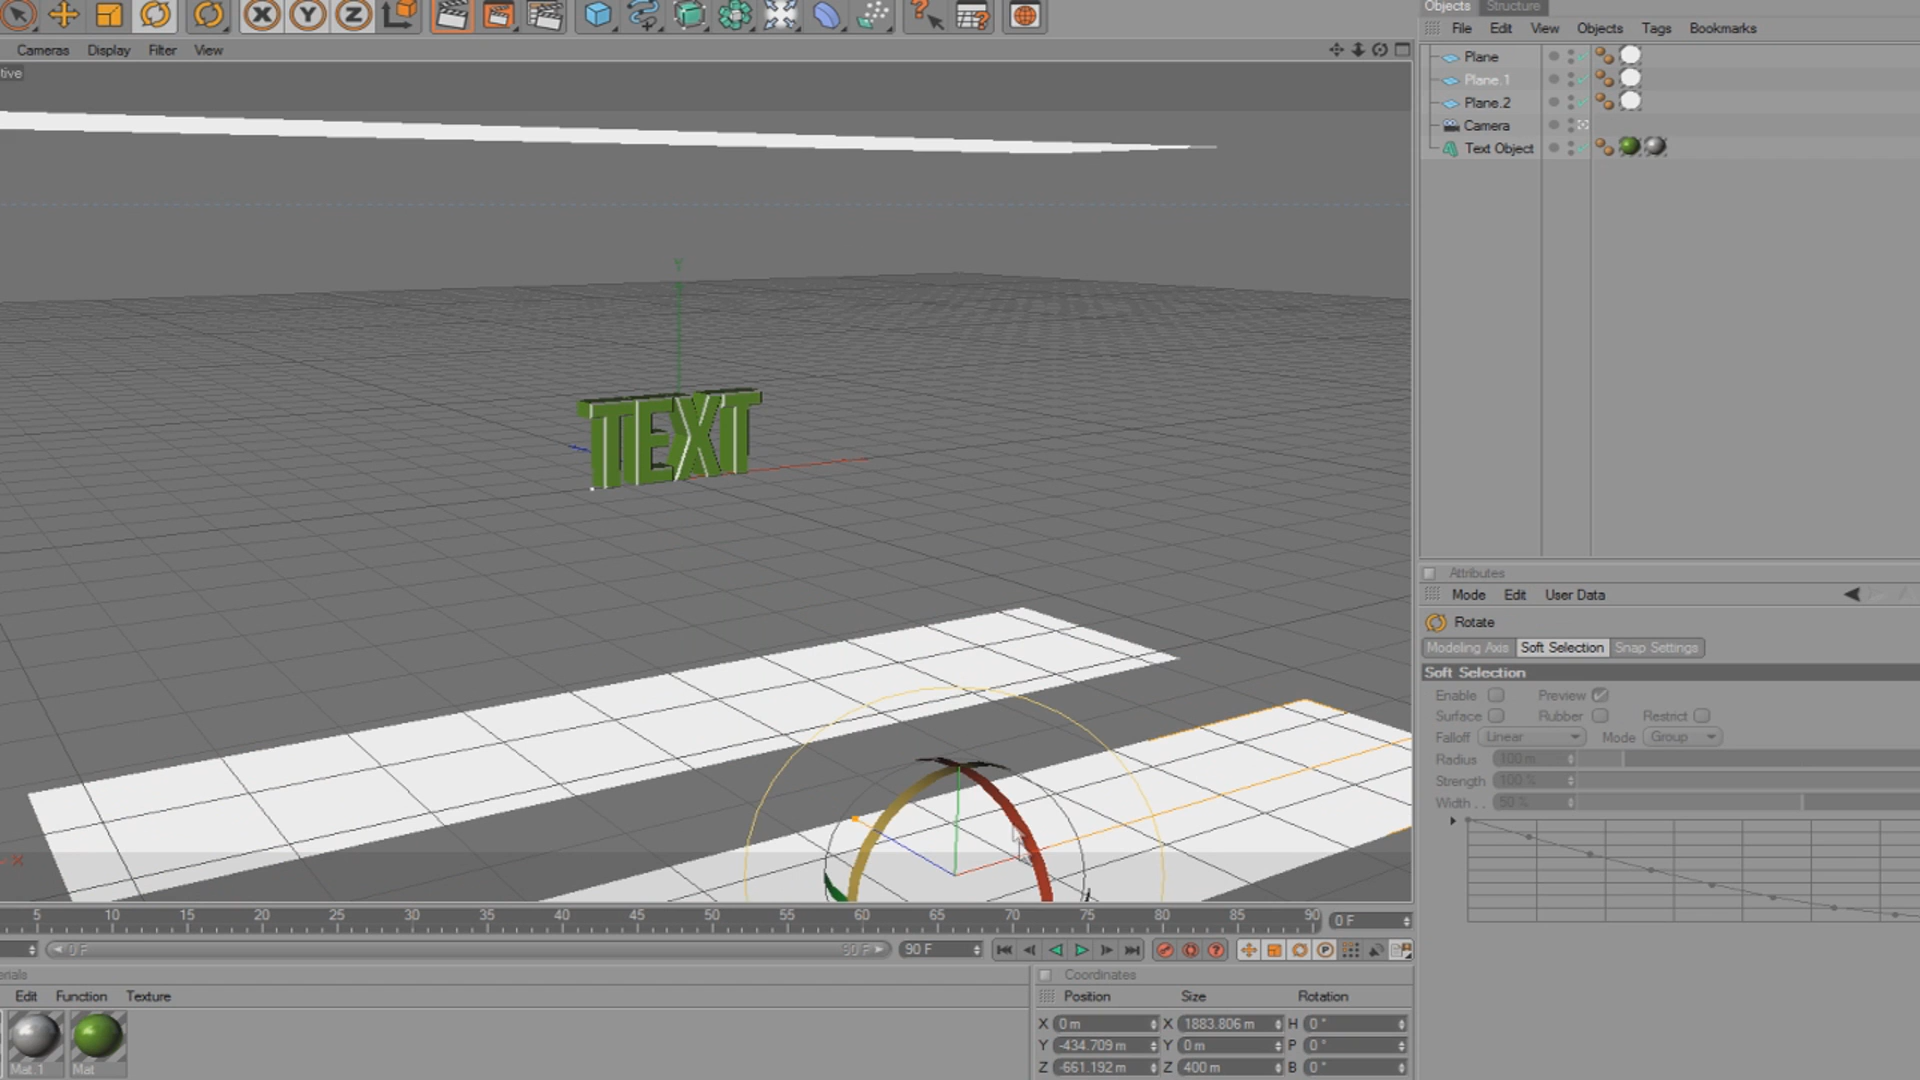 Objects Structure
File Edit View Objects Tags Bookmarks
Cameras Display Filter View
tive
Plane
Plane.1
Plane.2
Camera
Text Object
X Y Z
Y
TEXT
X
Attributes
Mode Edit User Data
Rotate
Modeling Axis Soft Selection Snap Settings
Soft Selection
Enable Preview
Surface Rubber Restrict
Falloff Linear Mode Group
Radius 100 m
Strength 100 %
Width . . 50 %
5 10 15 20 25 30 35 40 45 50 55 60 65 70 75 80 85 90 0 F
0 F 90 F 90 F
erials
Edit Function Texture
Mat.1 Mat
Coordinates
Position Size Rotation
X 0 m X 1883.806 m H 0 °
Y -434.709 m Y 0 m P 0 °
Z -661.192 m Z 400 m B 0 °